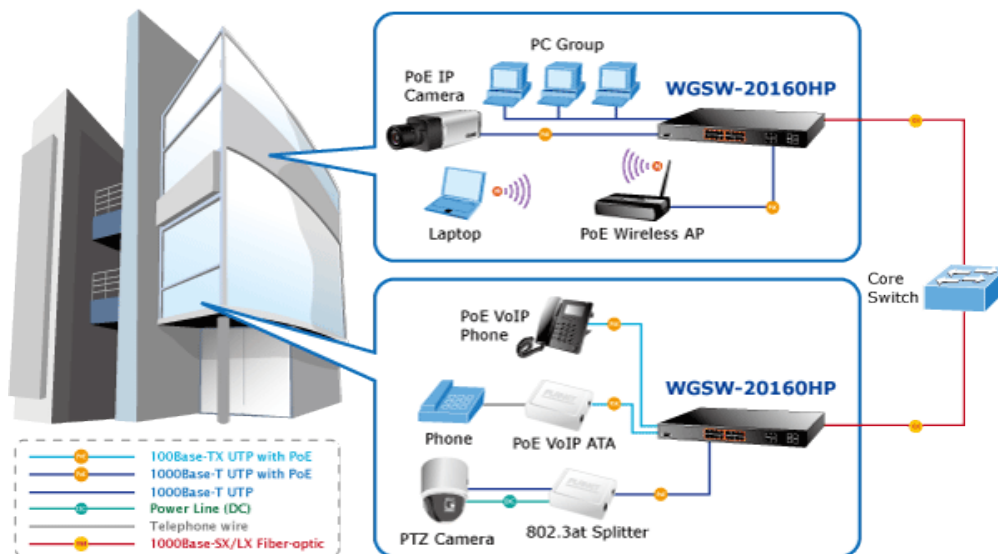 PC Group
PoE IP
Camera
WGSW-20160HP
Laptop
PoE Wireless AP
Core
Switch
PoE VoIP
Phone
WGSW-20160HP
Phone
PoE VoIP ATA
PTZ Camera
802.3at Splitter
100Base-TX UTP with PoE
1000Base-T UTP with PoE
1000Base-T UTP
Power Line (DC)
Telephone wire
1000Base-SX/LX Fiber-optic